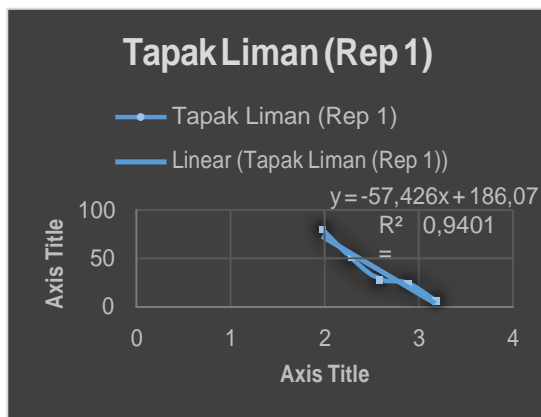 Tapak Liman (Rep 1)
Tapak Liman (Rep 1)
Linear (Tapak Liman (Rep 1))
y = -57,426x + 186,07
R² 0,9401
=
100
50
0
Axis Title
0 1 2 3 4
Axis Title